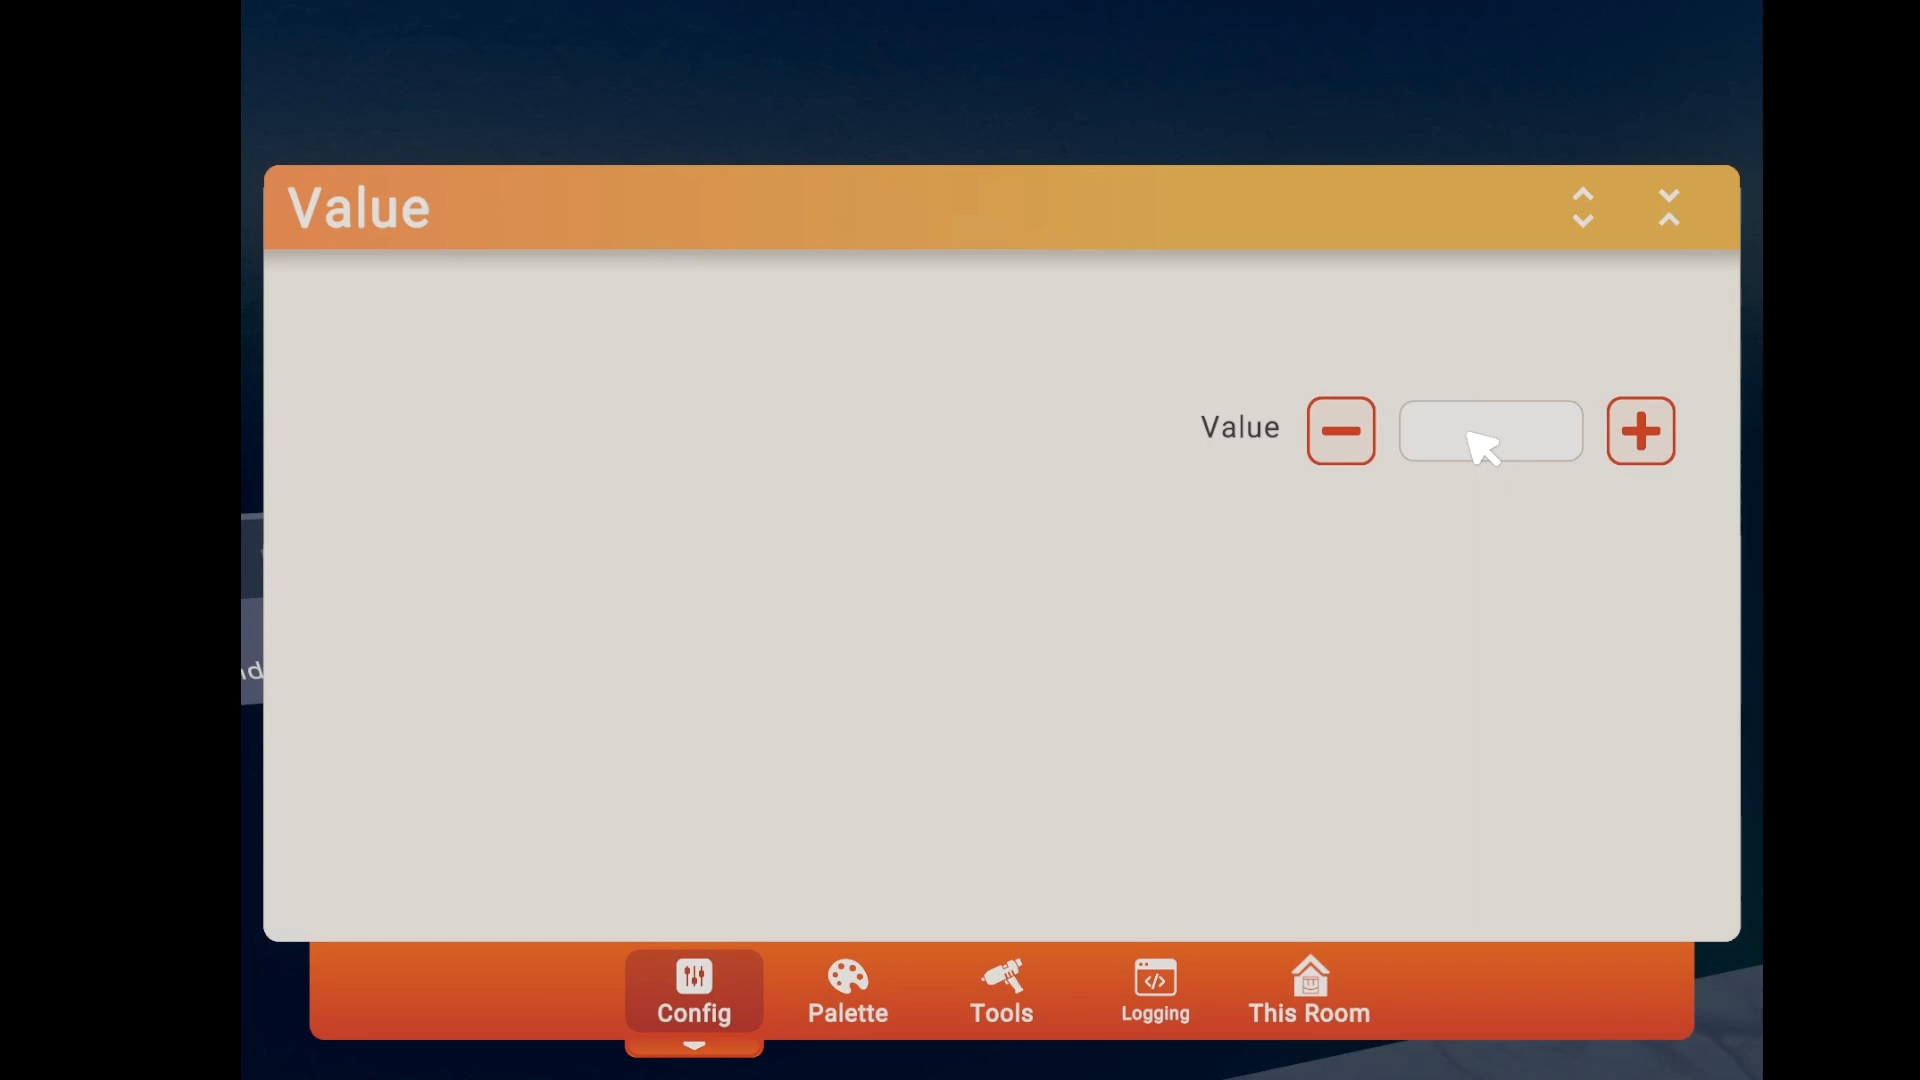 Value
Value
Config
Palette
Tools
Logging
This Room